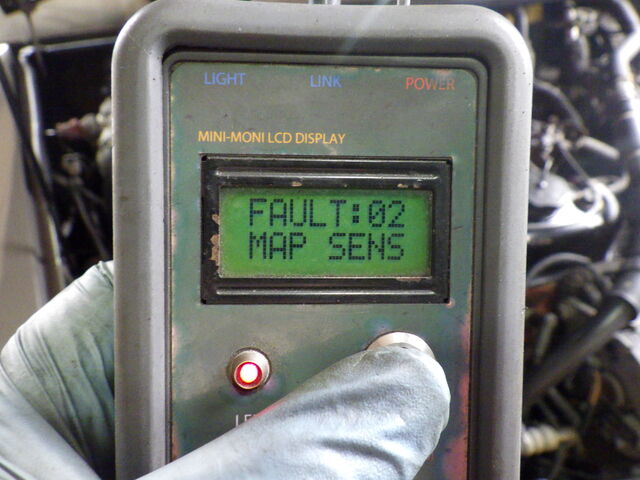 LIGHT LINK POWER
MINI-MONI LCD DISPLAY
FAULT:02
MAP SENS